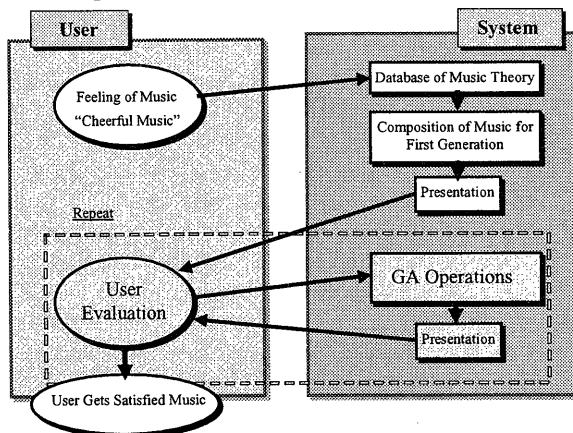 User
System
Feeling of Music
“Cheerful Music”
Database of Music Theory
Composition of Music for
First Generation
Presentation
Repeat
User
Evaluation
GA Operations
Presentation
User Gets Satisfied Music